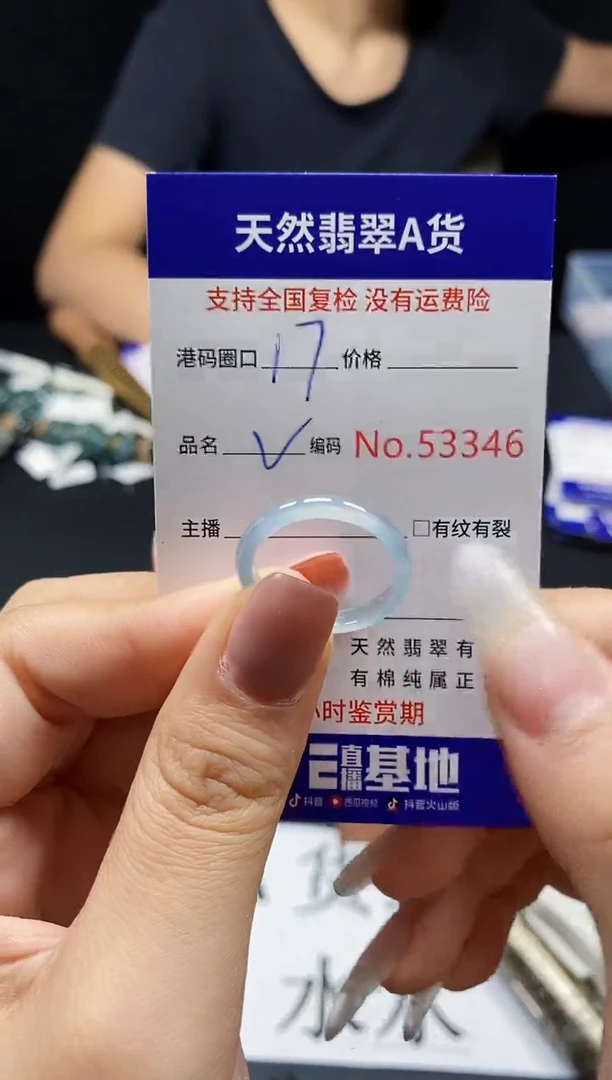 天然翡翠A货
支持全国复检 没有运费险
港码圈口 17 价格
品名 √ 编码 No.53346
主播 □有纹有裂
天然翡翠有
有棉纯属正
小时鉴赏期
直播基地
抖音 西瓜视频 抖音火山版
货
水